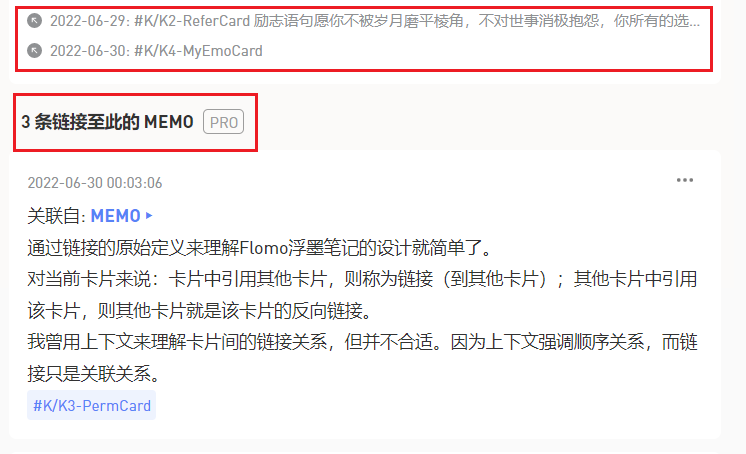 2022-06-29: #K/K2-ReferCard 励志语句愿你不被岁月磨平棱角，不对世事消极抱怨，你所有的选...
2022-06-30: #K/K4-MyEmoCard
3 条链接至此的 MEMO PRO
2022-06-30 00:03:06
关联自: MEMO
通过链接的原始定义来理解Flomo浮墨笔记的设计就简单了。
对当前卡片来说：卡片中引用其他卡片，则称为链接（到其他卡片）；其他卡片中引用
该卡片，则其他卡片就是该卡片的反向链接。
我曾用上下文来理解卡片间的链接关系，但并不合适。因为上下文强调顺序关系，而链
接只是关联关系。
#K/K3-PermCard